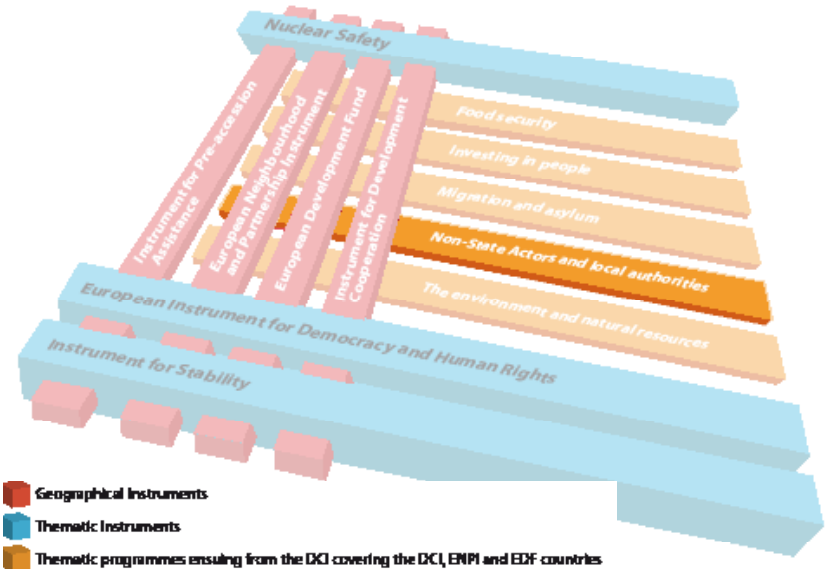 Nuclear Safety
Food security
Investing in people
Migration and asylum
Non-State Actors and local authorities
The environment and natural resources
Instrument for Pre-accession
Assistance
European Neighbourhood
and Partnership Instrument
European Development Fund
Instrument for Development
Cooperation
European Instrument for Democracy and Human Rights
Instrument for Stability
Geographical Instruments
Thematic Instruments
Thematic programmes ensuing from the DCI covering the DCI, ENPI and EDF countries